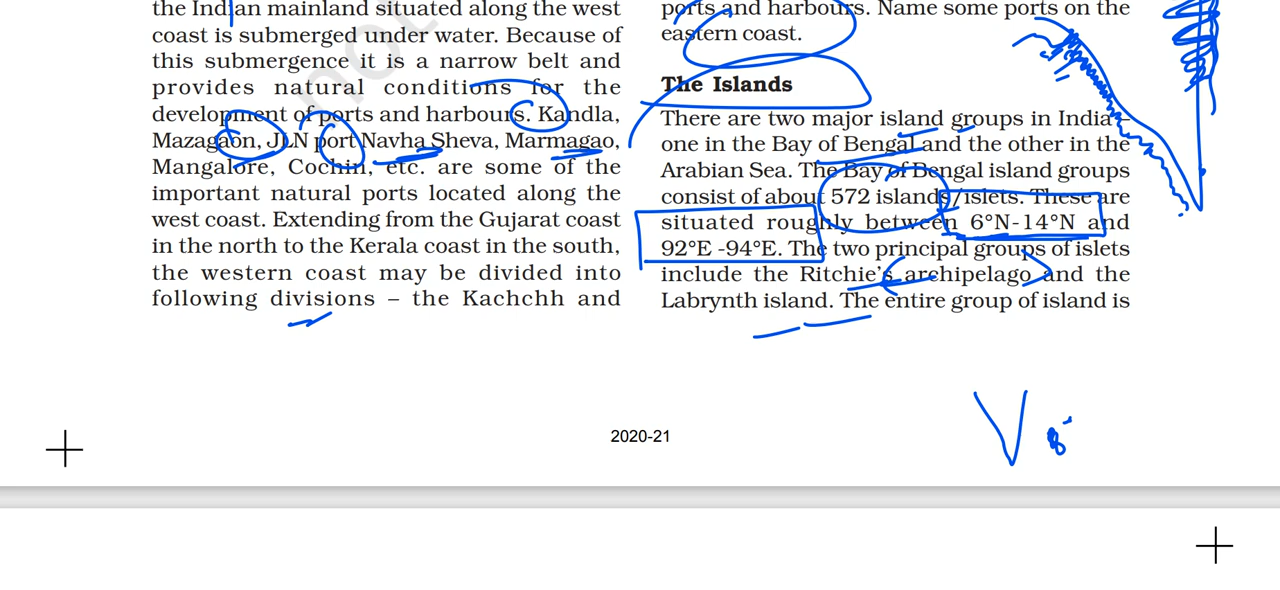 the Indian mainland situated along the west
coast is submerged under water. Because of
this submergence it is a narrow belt and
provides natural conditions for the
development of ports and harbours. Kandla,
Mazagaon, JLN port Navha Sheva, Marmagao,
Mangalore, Cochin, etc. are some of the
important natural ports located along the
west coast. Extending from the Gujarat coast
in the north to the Kerala coast in the south,
the western coast may be divided into
following divisions – the Kachchh and
ports and harbours. Name some ports on the
eastern coast.
The Islands
There are two major island groups in India –
one in the Bay of Bengal and the other in the
Arabian Sea. The Bay of Bengal island groups
consist of about 572 islands/islets. These are
situated roughly between 6°N-14°N and
92°E -94°E. The two principal groups of islets
include the Ritchie's archipelago and the
Labrynth island. The entire group of island is
2020-21